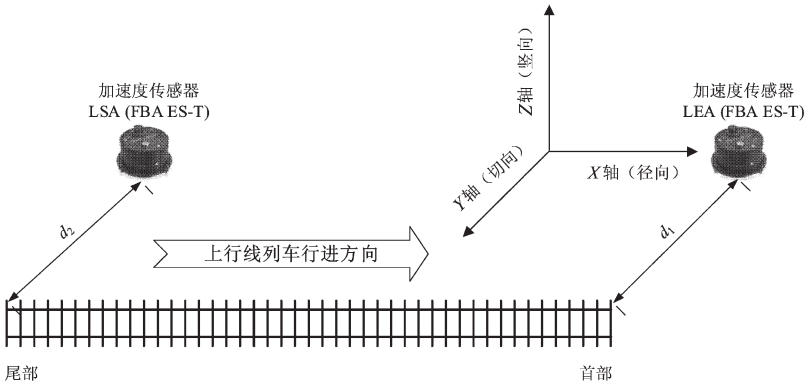 加速度传感器
LSA (FBA ES-T)
Z轴（竖向）
加速度传感器
LEA (FBA ES-T)
X轴（径向）
Y轴（切向）
d₂
d₁
上行线列车行进方向
尾部
首部